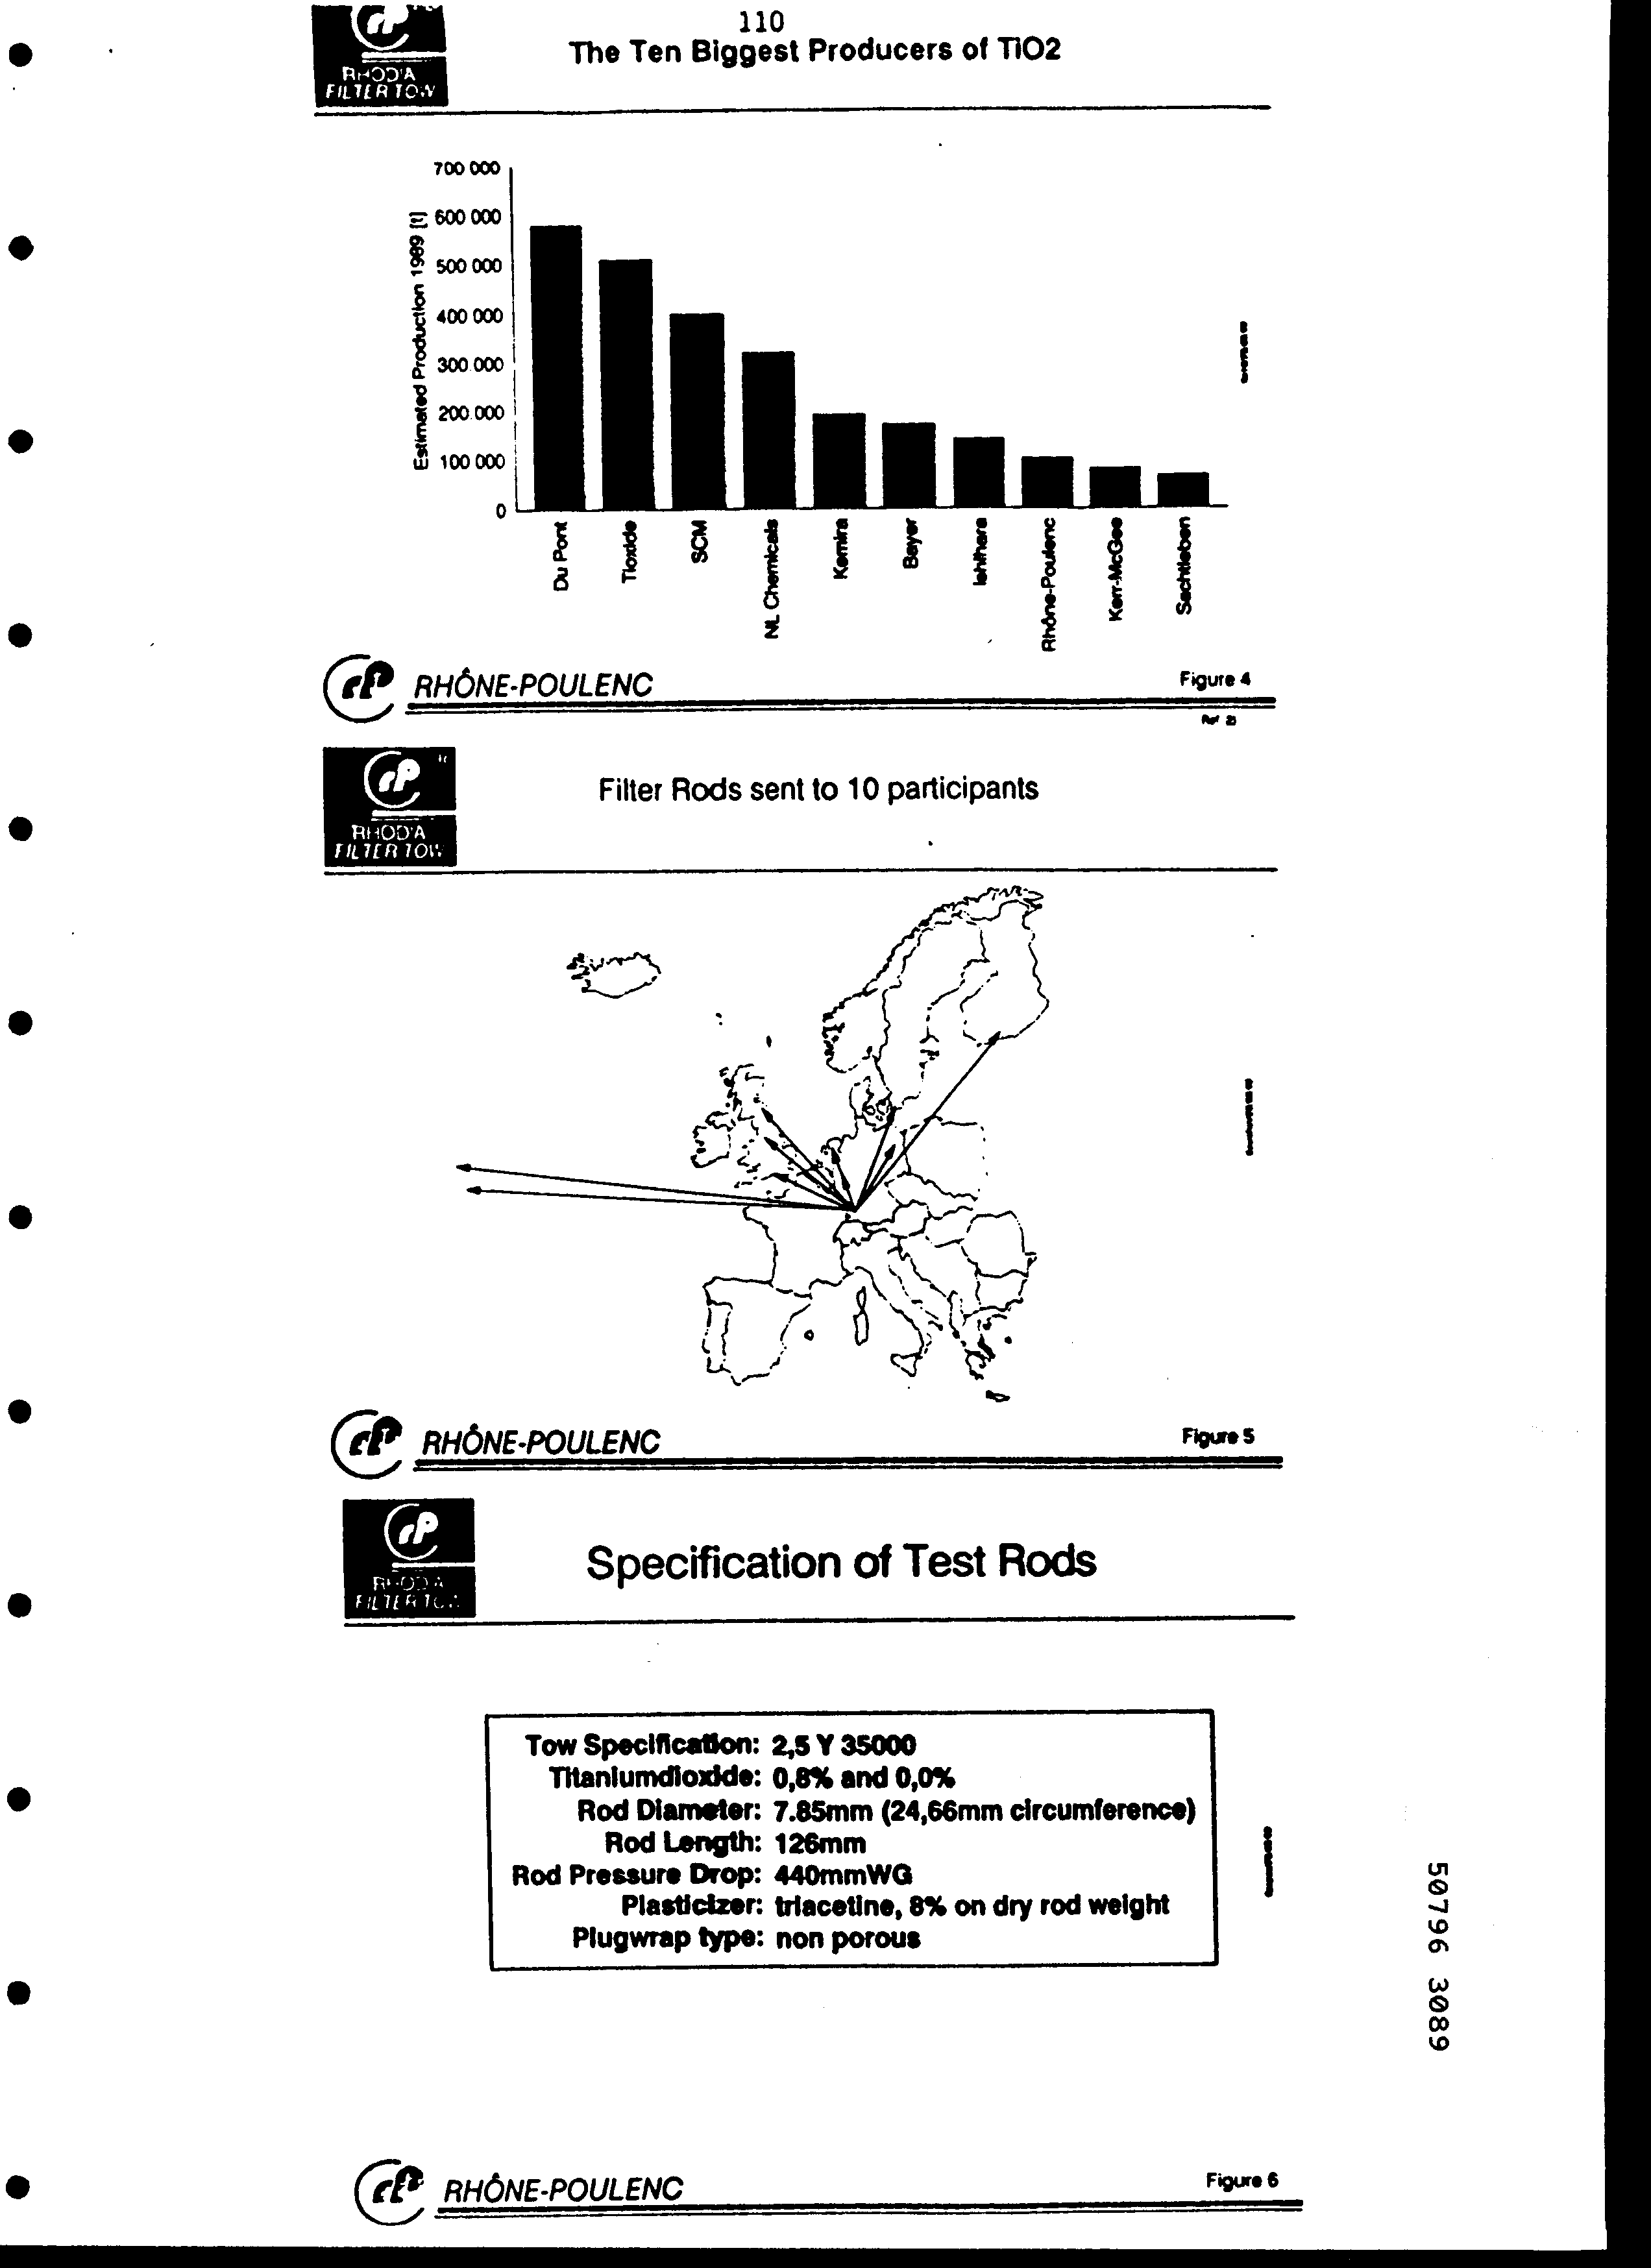 110
The Ten Biggest Producers of TiO2
RHODIA
FILTER TOW
700 000
600 000
500 000
400 000
300 000
200 000
100 000
0
Estimated Production 1989 [t]
Du Pont
Tioxide
SCM
NL Chemicals
Kemira
Bayer
Ishihara
Rhône-Poulenc
Kerr-McGee
Sachtleben
RHÔNE-POULENC
Figure 4
Ref 2)
RHODIA
FILTER TOW
Filter Rods sent to 10 participants
RHÔNE-POULENC
Figure 5
RHODIA
FILTER TOW
Specification of Test Rods
Tow Specification: 2,5 Y 35000
Titaniumdioxide: 0,8% and 0,0%
Rod Diameter: 7.85mm (24,66mm circumference)
Rod Length: 126mm
Rod Pressure Drop: 440mmWG
Plasticizer: triacetine, 8% on dry rod weight
Plugwrap type: non porous
50796 3089
RHÔNE-POULENC
Figure 6